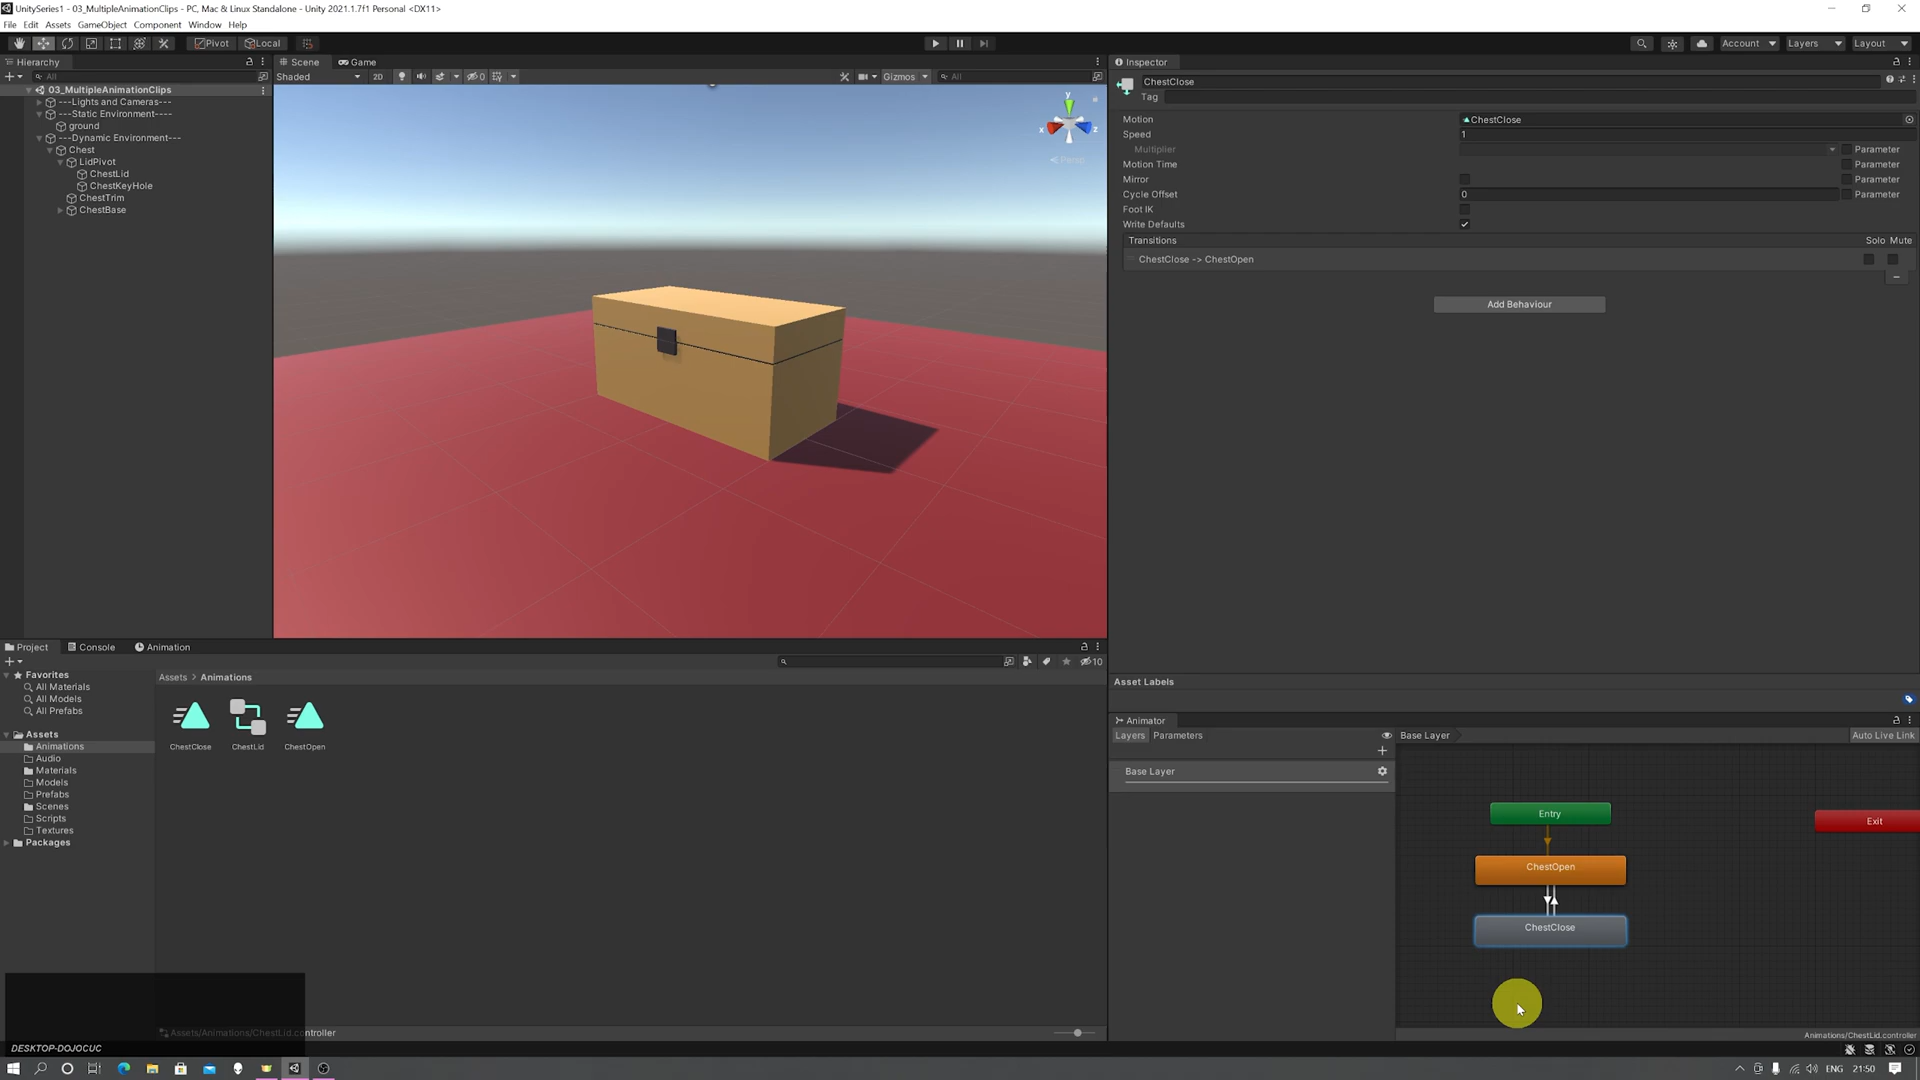 UnitySeries1 - 03_MultipleAnimationClips - PC, Mac & Linux Standalone - Unity 2021.1.7f1 Personal <DX11>
File Edit Assets GameObject Component Window Help
Pivot Local Account Layers Layout
Hierarchy
All
03_MultipleAnimationClips
---Lights and Cameras---
---Static Environment----
ground
---Dynamic Environment---
Chest
LidPivot
ChestLid
ChestKeyHole
ChestTrim
ChestBase
Scene Game
Shaded 2D 0 Gizmos All
y
x z
Persp
Inspector
ChestClose
Tag
Motion ChestClose
Speed 1
Multiplier Parameter
Motion Time Parameter
Mirror Parameter
Cycle Offset 0 Parameter
Foot IK
Write Defaults
Transitions Solo Mute
ChestClose -> ChestOpen
Add Behaviour
Asset Labels
Project Console Animation
10
Favorites
All Materials
All Models
All Prefabs
Assets
Animations
Audio
Materials
Models
Prefabs
Scenes
Scripts
Textures
Packages
Assets > Animations
ChestClose ChestLid ChestOpen
Assets/Animations/ChestLid.controller
Animator
Layers Parameters Base Layer Auto Live Link
Base Layer
Entry
Exit
ChestOpen
ChestClose
Animations/ChestLid.controller
DESKTOP-DOJOCUC
ENG 21:50